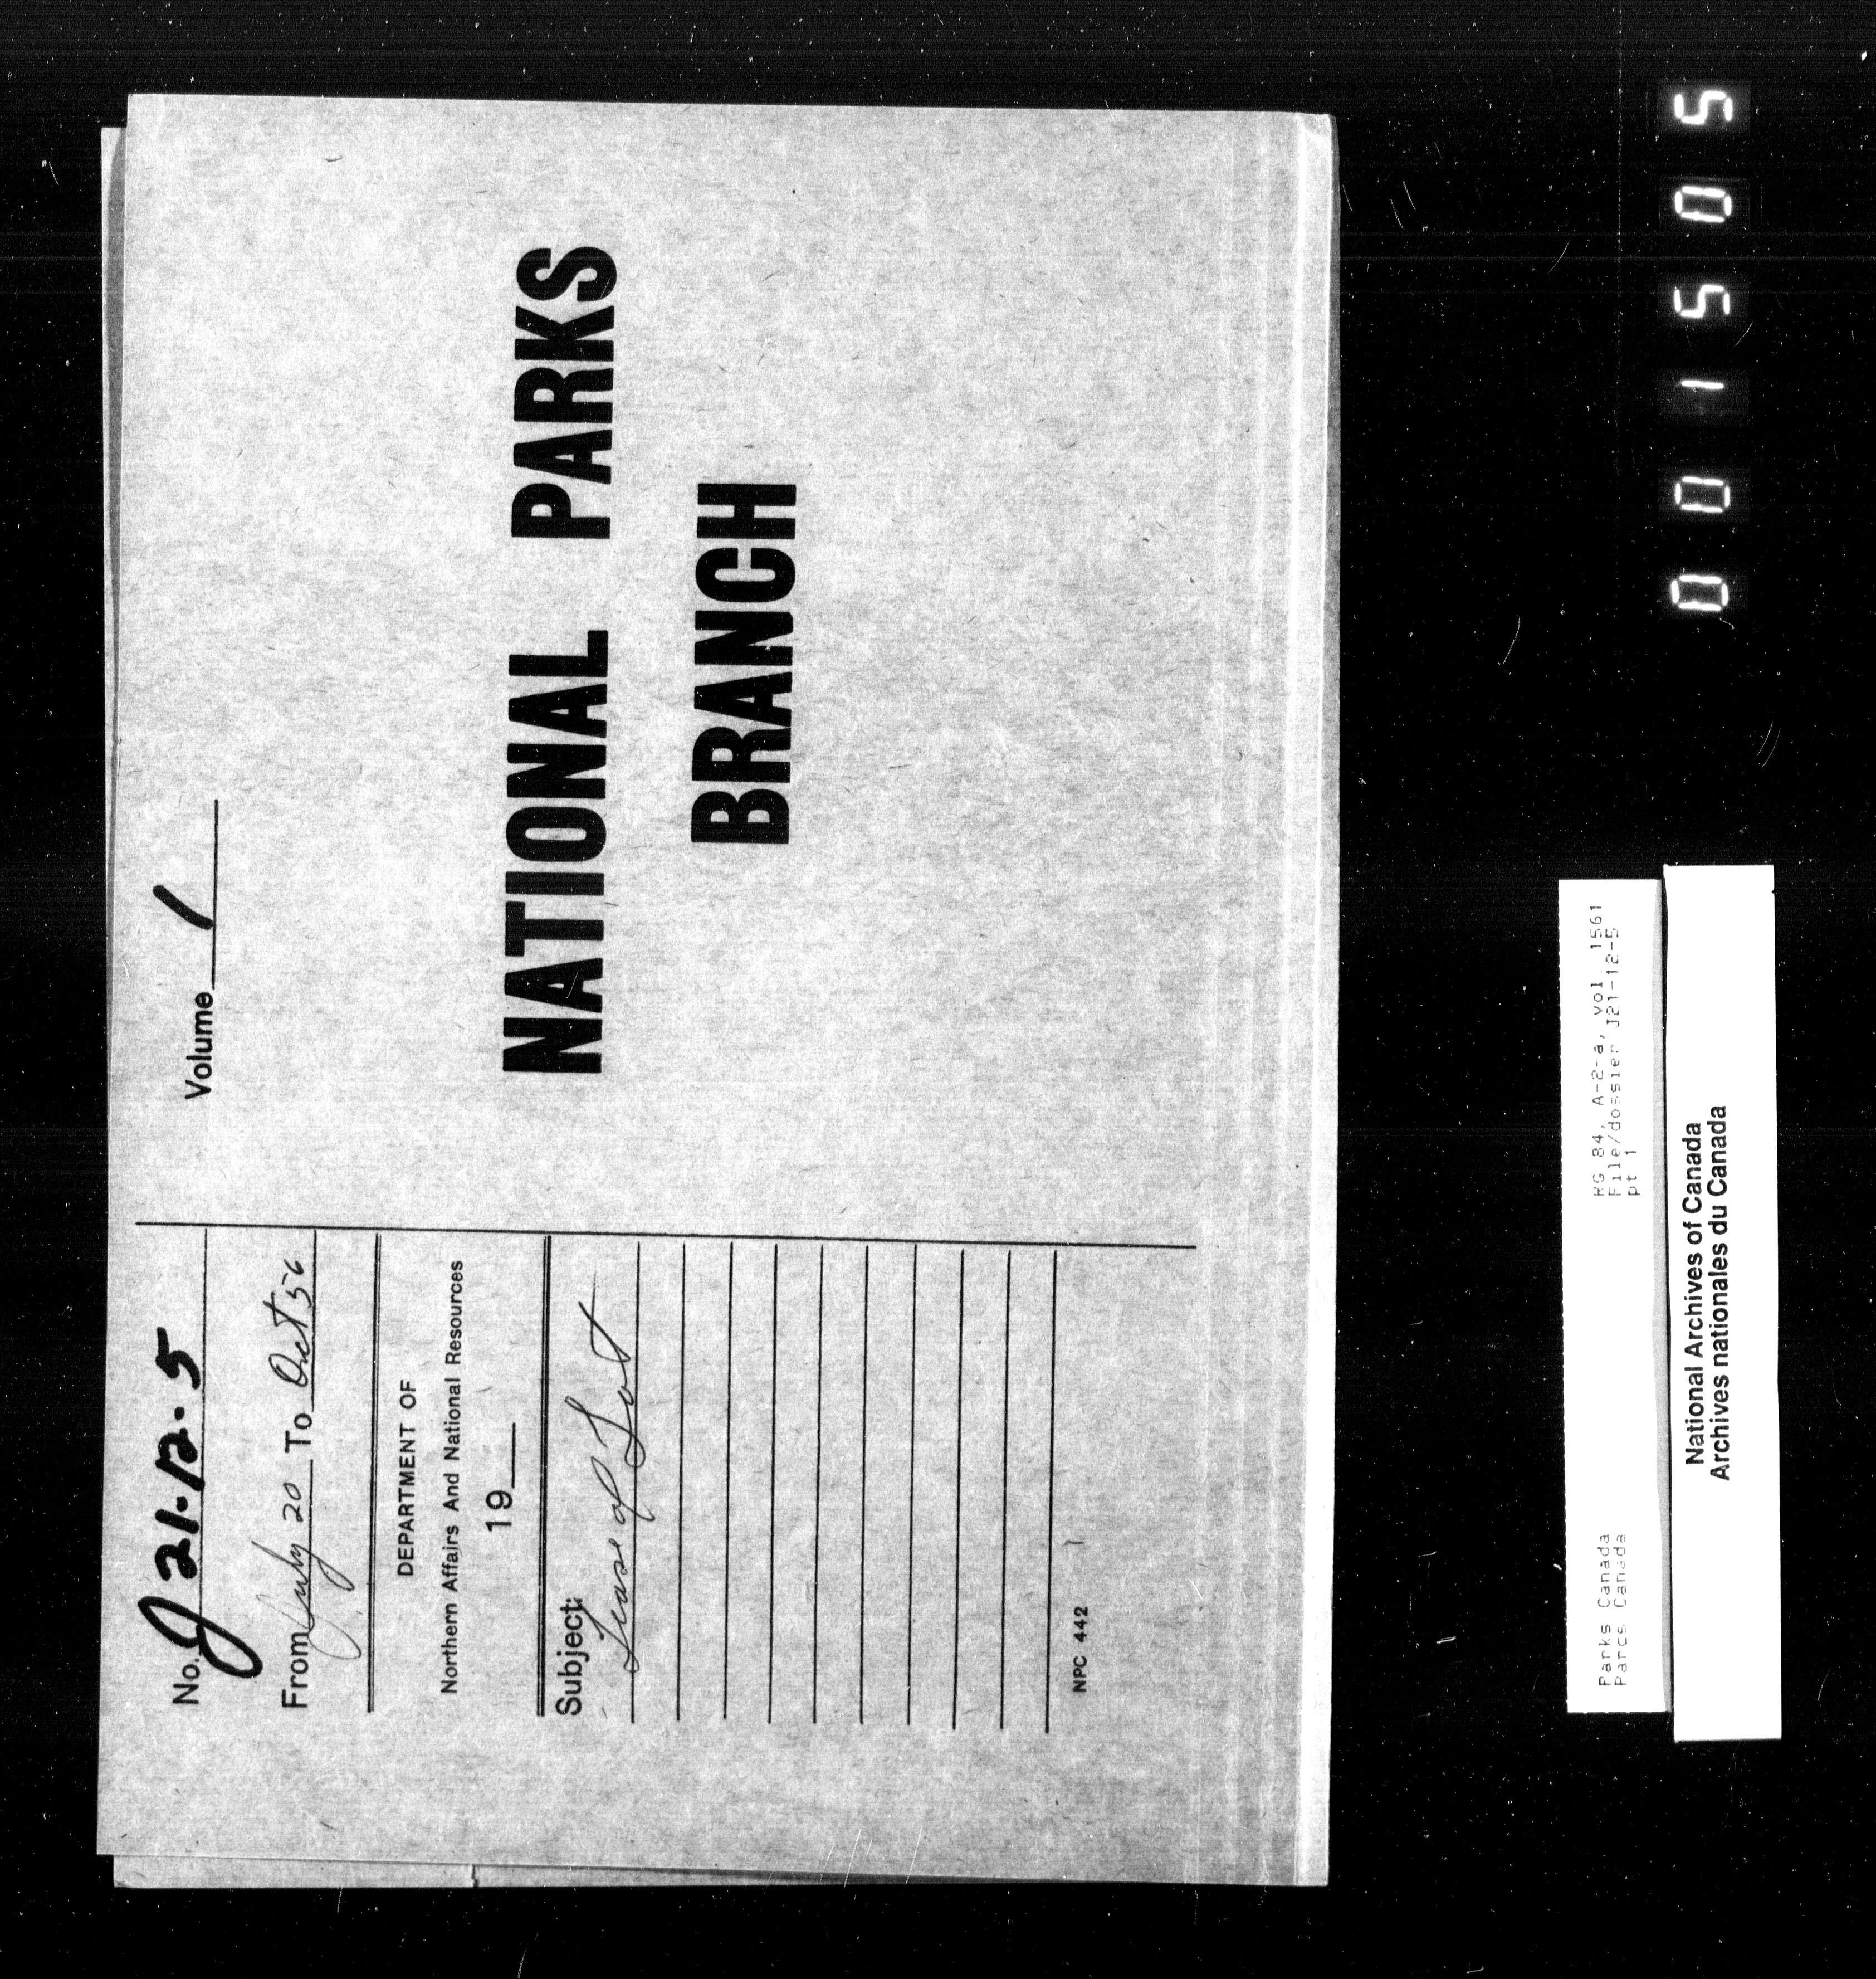 No. J 21.12.5
Volume 1
From July 20 To Oct 56
DEPARTMENT OF
Northern Affairs And National Resources
19
NATIONAL PARKS
BRANCH
Subject:
Lease of Lot
NPC 442
Parks Canada
Parcs Canada
RG 84, A-2-a, vol. 1561
File/dossier J21-12-5
pt 1
National Archives of Canada
Archives nationales du Canada
001505